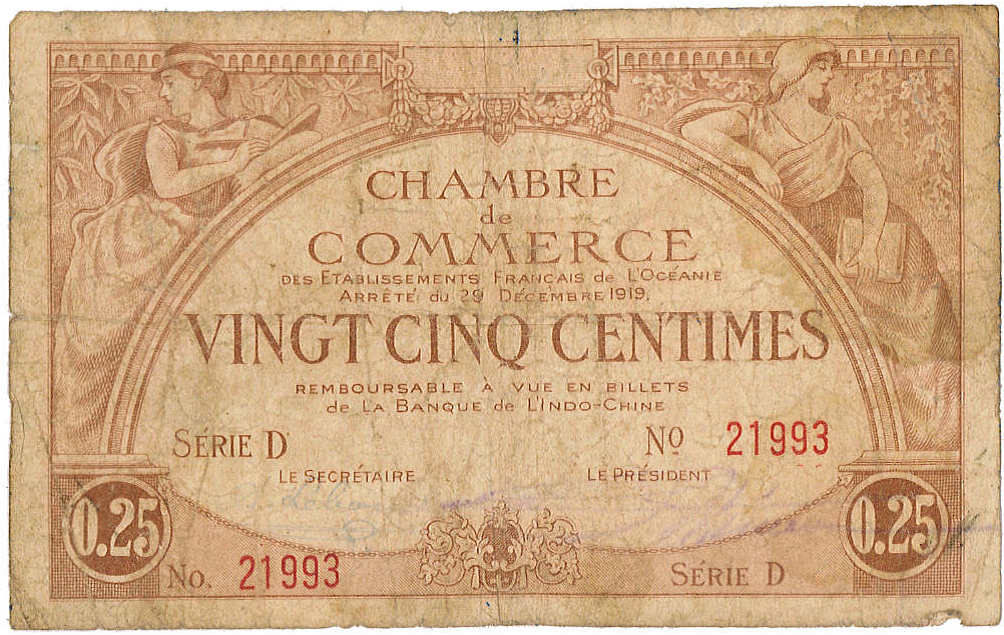 CHAMBRE
de
COMMERCE
DES ETABLISSEMENTS FRANÇAIS de L'OCÉANIE
ARRÊTÉ du 29 DÉCEMBRE 1919.
VINGT CINQ CENTIMES
REMBOURSABLE À VUE EN BILLETS
de LA BANQUE de L'INDO-CHINE
SÉRIE D No 21993
LE SECRÉTAIRE LE PRÉSIDENT
0.25 0.25
No. 21993 SÉRIE D